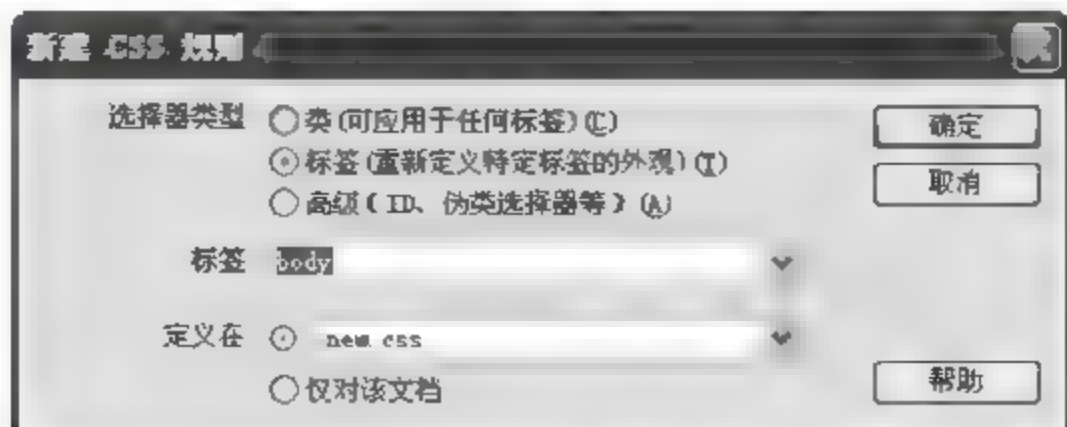 新建 CSS 规则
选择器类型
类(可应用于任何标签)(C)
确定
标签(重新定义特定标签的外观)(T)
取消
高级(ID、伪类选择器等)(A)
标签 body
定义在 new.css
仅对该文档
帮助